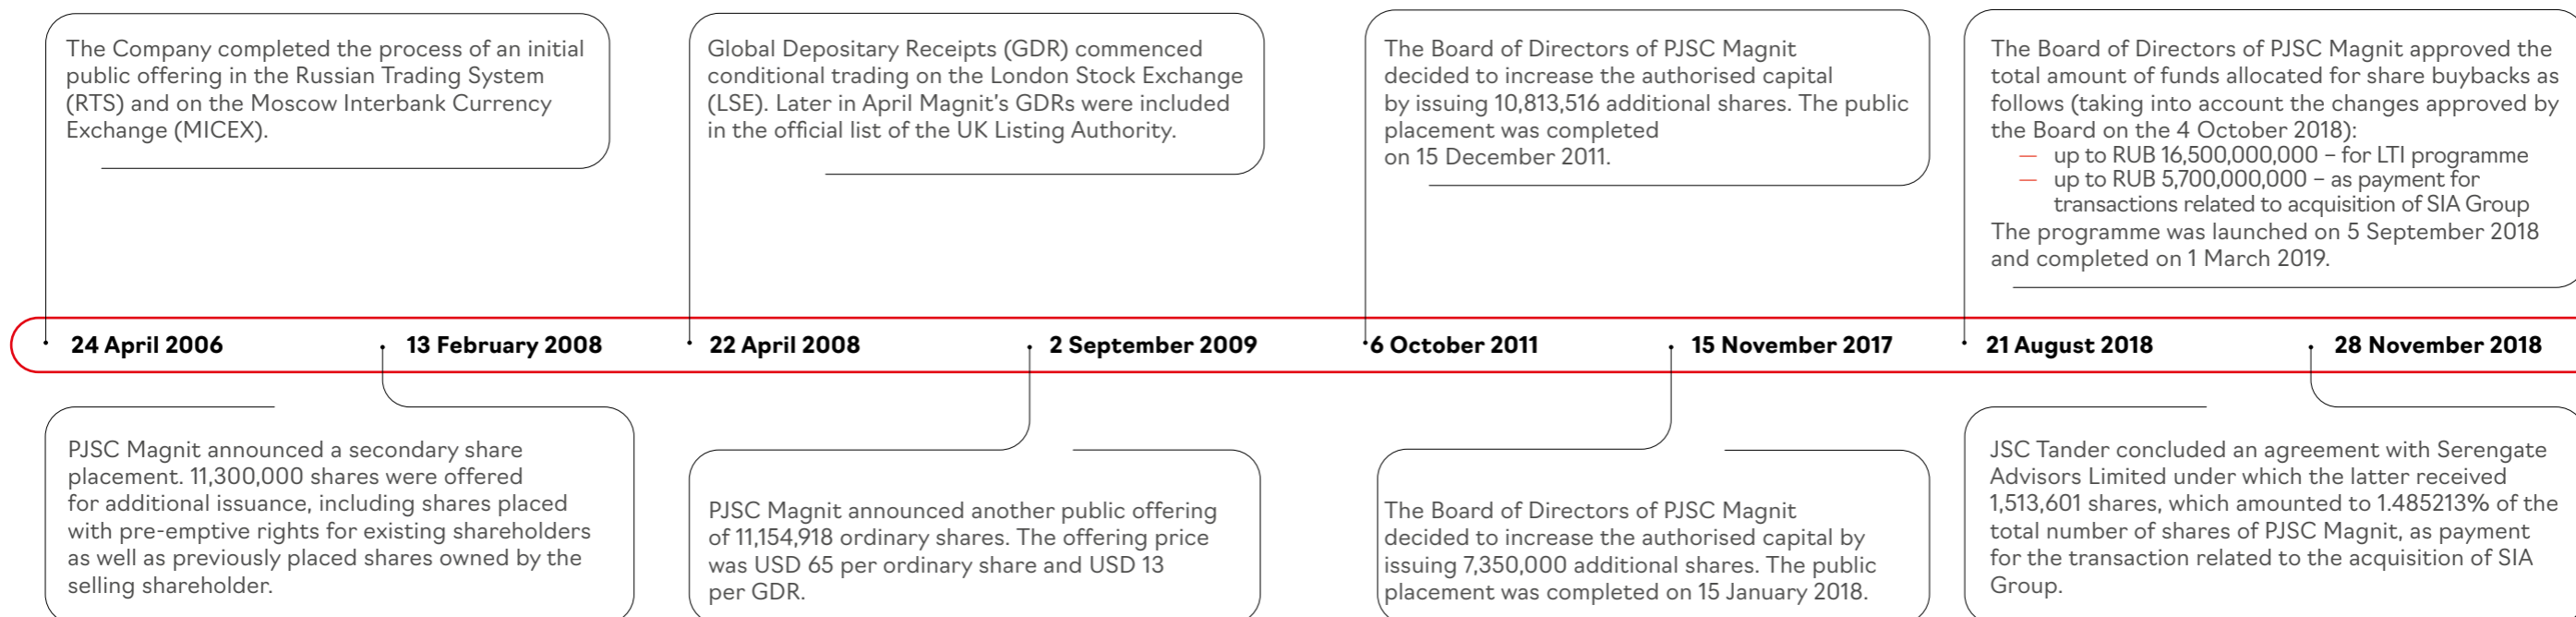 The Company completed the process of an initial
public offering in the Russian Trading System
(RTS) and on the Moscow Interbank Currency
Exchange (MICEX).
Global Depositary Receipts (GDR) commenced
conditional trading on the London Stock Exchange
(LSE). Later in April Magnit's GDRs were included
in the official list of the UK Listing Authority.
The Board of Directors of PJSC Magnit
decided to increase the authorised capital
by issuing 10,813,516 additional shares. The public
placement was completed
on 15 December 2011.
The Board of Directors of PJSC Magnit approved the
total amount of funds allocated for share buybacks as
follows (taking into account the changes approved by
the Board on the 4 October 2018):
— up to RUB 16,500,000,000 – for LTI programme
— up to RUB 5,700,000,000 – as payment for
transactions related to acquisition of SIA Group
The programme was launched on 5 September 2018
and completed on 1 March 2019.
24 April 2006
13 February 2008
22 April 2008
2 September 2009
6 October 2011
15 November 2017
21 August 2018
28 November 2018
PJSC Magnit announced a secondary share
placement. 11,300,000 shares were offered
for additional issuance, including shares placed
with pre-emptive rights for existing shareholders
as well as previously placed shares owned by the
selling shareholder.
PJSC Magnit announced another public offering
of 11,154,918 ordinary shares. The offering price
was USD 65 per ordinary share and USD 13
per GDR.
The Board of Directors of PJSC Magnit
decided to increase the authorised capital by
issuing 7,350,000 additional shares. The public
placement was completed on 15 January 2018.
JSC Tander concluded an agreement with Serengate
Advisors Limited under which the latter received
1,513,601 shares, which amounted to 1.485213% of the
total number of shares of PJSC Magnit, as payment
for the transaction related to the acquisition of SIA
Group.